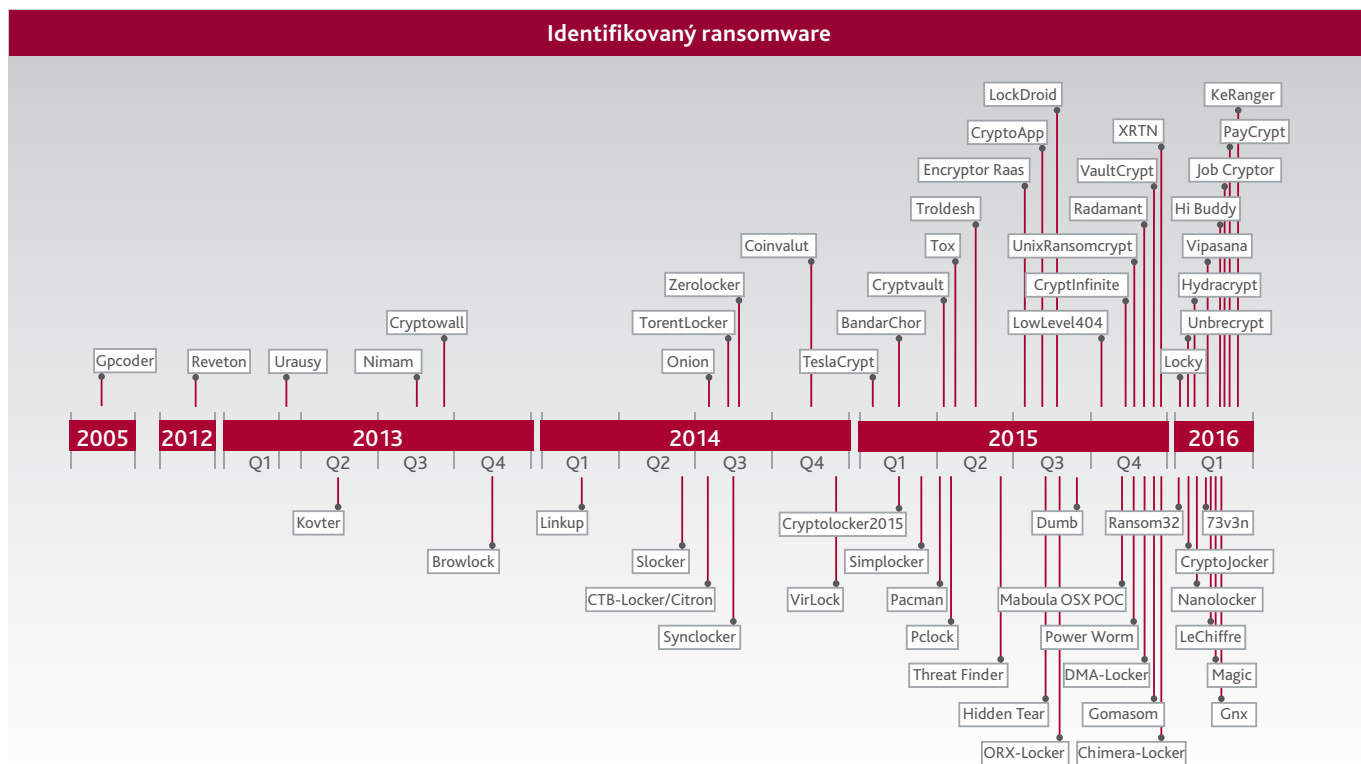 Identifikovaný ransomware
LockDroid
KeRanger
CryptoApp
XRTN
PayCrypt
Encryptor Raas
VaultCrypt
Job Cryptor
Troldesh
Radamant
Hi Buddy
Coinvalut
Tox
UnixRansomcrypt
Vipasana
Zerolocker
Cryptvault
CryptInfinite
Hydracrypt
Cryptowall
TorentLocker
BandarChor
LowLevel404
Unbrecrypt
Gpcoder
Reveton
Urausy
Nimam
Onion
TeslaCrypt
Locky
2005
2012
2013
2014
2015
2016
Q1
Q2
Q3
Q4
Q1
Q2
Q3
Q4
Q1
Q2
Q3
Q4
Q1
Kovter
Linkup
Cryptolocker2015
Dumb
Ransom32
73v3n
Browlock
Slocker
Simplocker
CryptoJocker
CTB-Locker/Citron
VirLock
Pacman
Maboula OSX POC
Nanolocker
Synclocker
Pclock
Power Worm
LeChiffre
Threat Finder
DMA-Locker
Magic
Hidden Tear
Gomasom
Gnx
ORX-Locker
Chimera-Locker